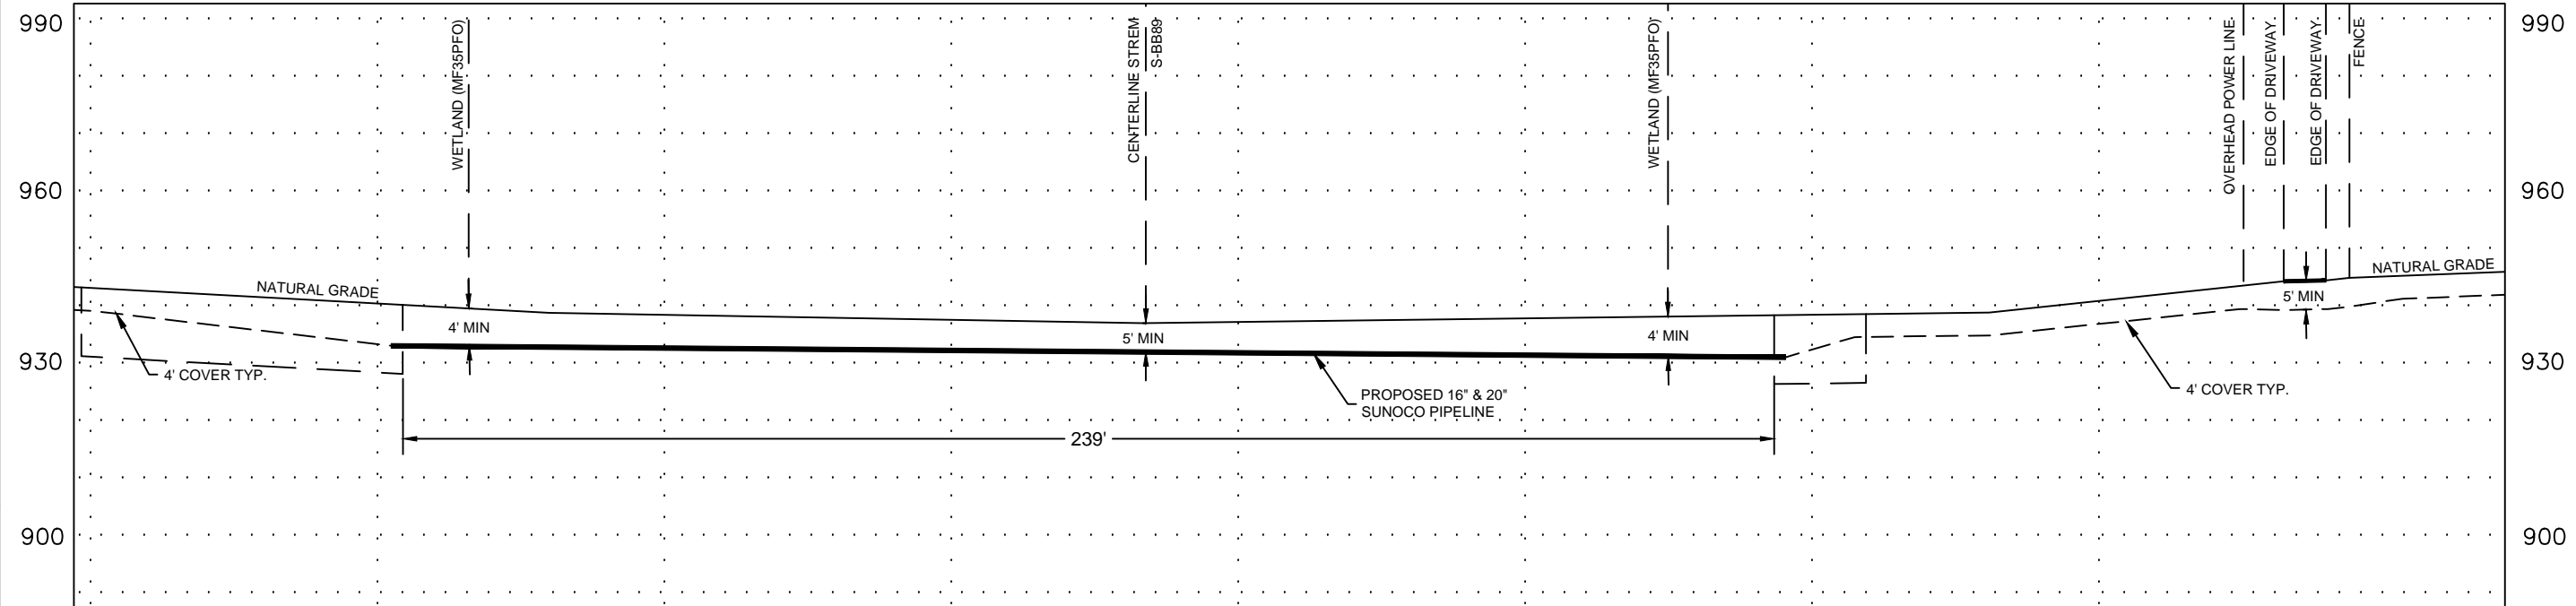 990
990
WETLAND (MF35PFO)
CENTERLINE STREM
S-BB89
WETLAND (MF35PFO)
OVERHEAD POWER LINE
EDGE OF DRIVEWAY
EDGE OF DRIVEWAY
FENCE
960
960
NATURAL GRADE
NATURAL GRADE
4' MIN
5' MIN
4' MIN
5' MIN
930
930
4' COVER TYP.
PROPOSED 16" & 20"
SUNOCO PIPELINE
4' COVER TYP.
239'
900
900